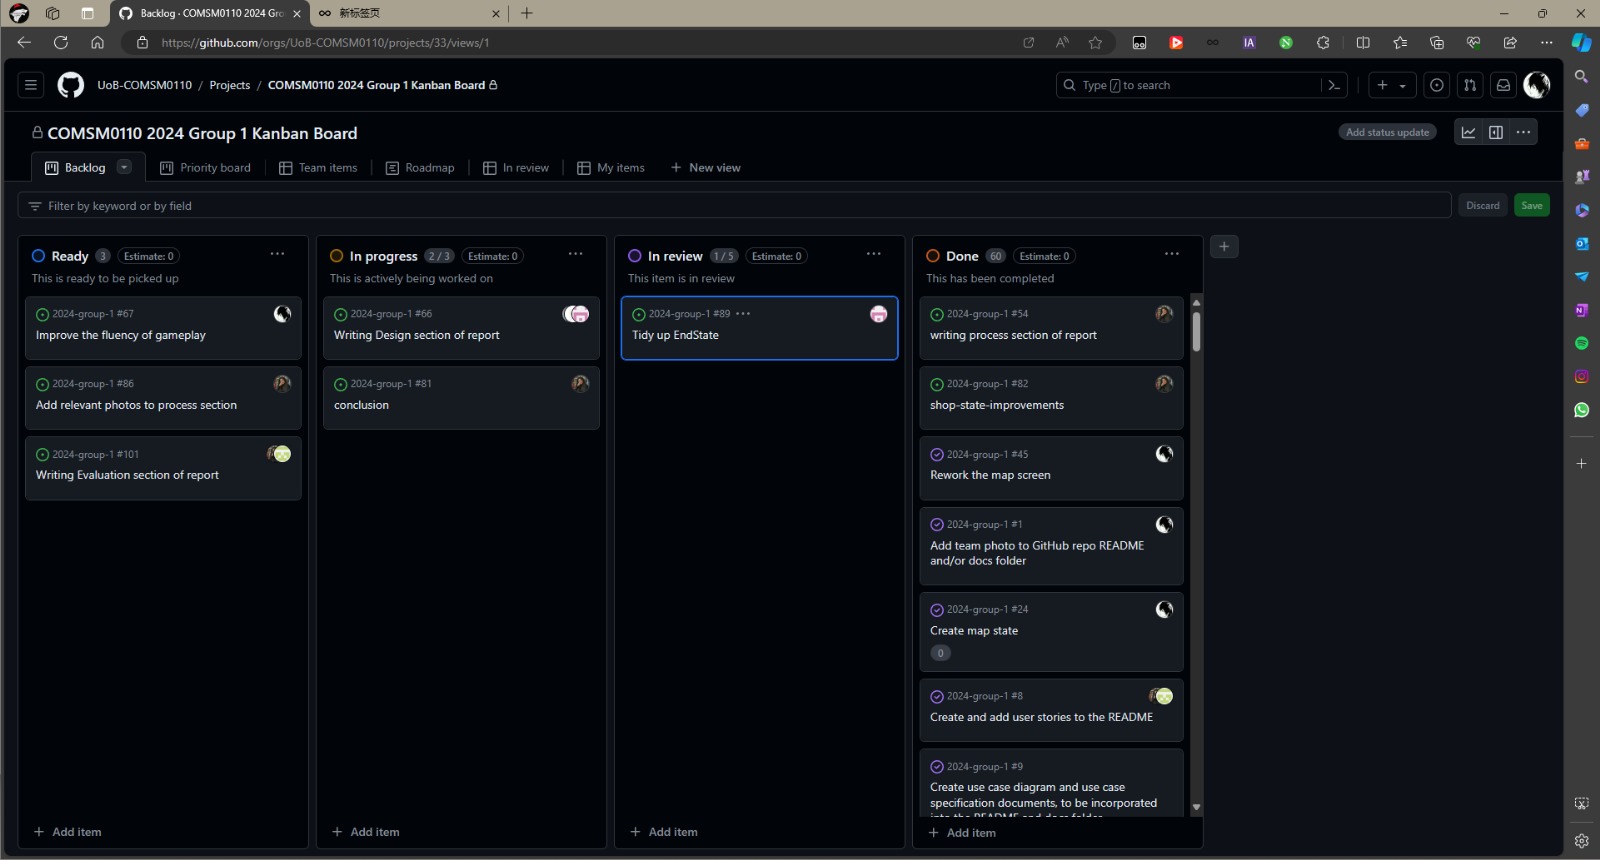 Backlog · COMSM0110 2024 Gro
新标签页
https://github.com/orgs/UoB-COMSM0110/projects/33/views/1
IA
UoB-COMSM0110 / Projects / COMSM0110 2024 Group 1 Kanban Board
Type / to search
COMSM0110 2024 Group 1 Kanban Board
Add status update
Backlog
Priority board
Team items
Roadmap
In review
My items
New view
Filter by keyword or by field
Discard
Save
Ready 3 Estimate: 0
This is ready to be picked up
2024-group-1 #67
Improve the fluency of gameplay
2024-group-1 #86
Add relevant photos to process section
2024-group-1 #101
Writing Evaluation section of report
Add item
In progress 2 / 3 Estimate: 0
This is actively being worked on
2024-group-1 #66
Writing Design section of report
2024-group-1 #81
conclusion
Add item
In review 1 / 5 Estimate: 0
This item is in review
2024-group-1 #89
Tidy up EndState
Add item
Done 60 Estimate: 0
This has been completed
2024-group-1 #54
writing process section of report
2024-group-1 #82
shop-state-improvements
2024-group-1 #45
Rework the map screen
2024-group-1 #1
Add team photo to GitHub repo README
and/or docs folder
2024-group-1 #24
Create map state
0
2024-group-1 #8
Create and add user stories to the README
2024-group-1 #9
Create use case diagram and use case
specification documents, to be incorporated
into the README and docs folder
Add item